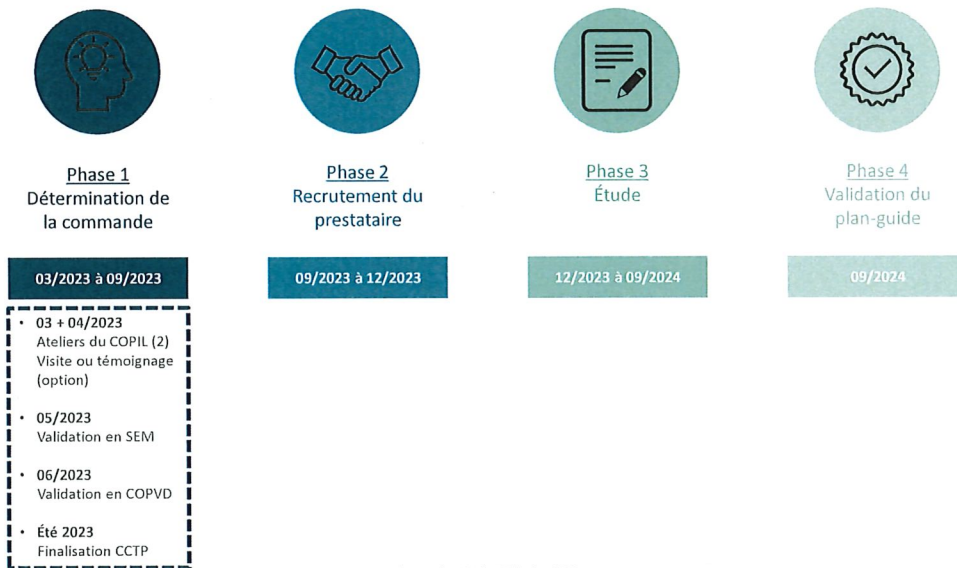 Phase 1
Détermination de
la commande
03/2023 à 09/2023
• 03 + 04/2023
Ateliers du COPIL (2)
Visite ou témoignage
(option)
• 05/2023
Validation en SEM
• 06/2023
Validation en COPVD
• Été 2023
Finalisation CCTP
Phase 2
Recrutement du
prestataire
09/2023 à 12/2023
Phase 3
Étude
12/2023 à 09/2024
Phase 4
Validation du
plan-guide
09/2024